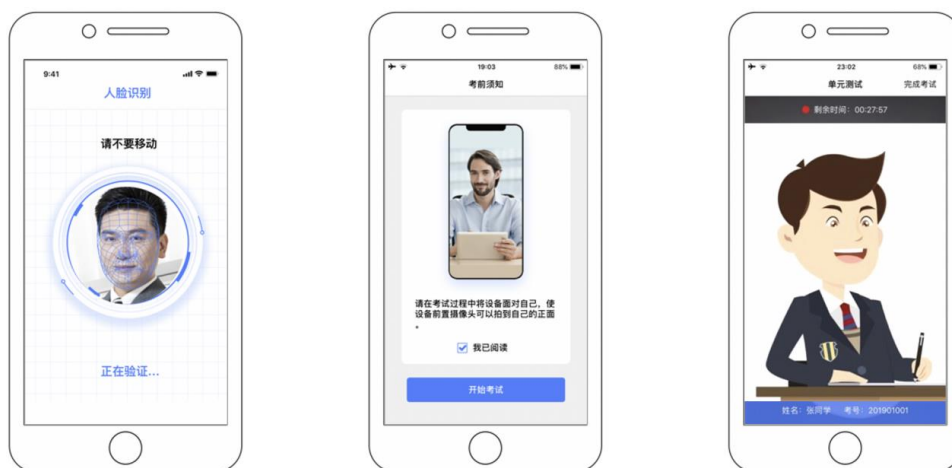 9:41
人脸识别
请不要移动
正在验证...
19:03
88%
考前须知
请在考试过程中将设备面对自己，使
设备前置摄像头可以拍到自己的正面
。
我已阅读
开始考试
23:02
68%
单元测试
完成考试
剩余时间：00:27:57
姓名：张同学 考号：201901001